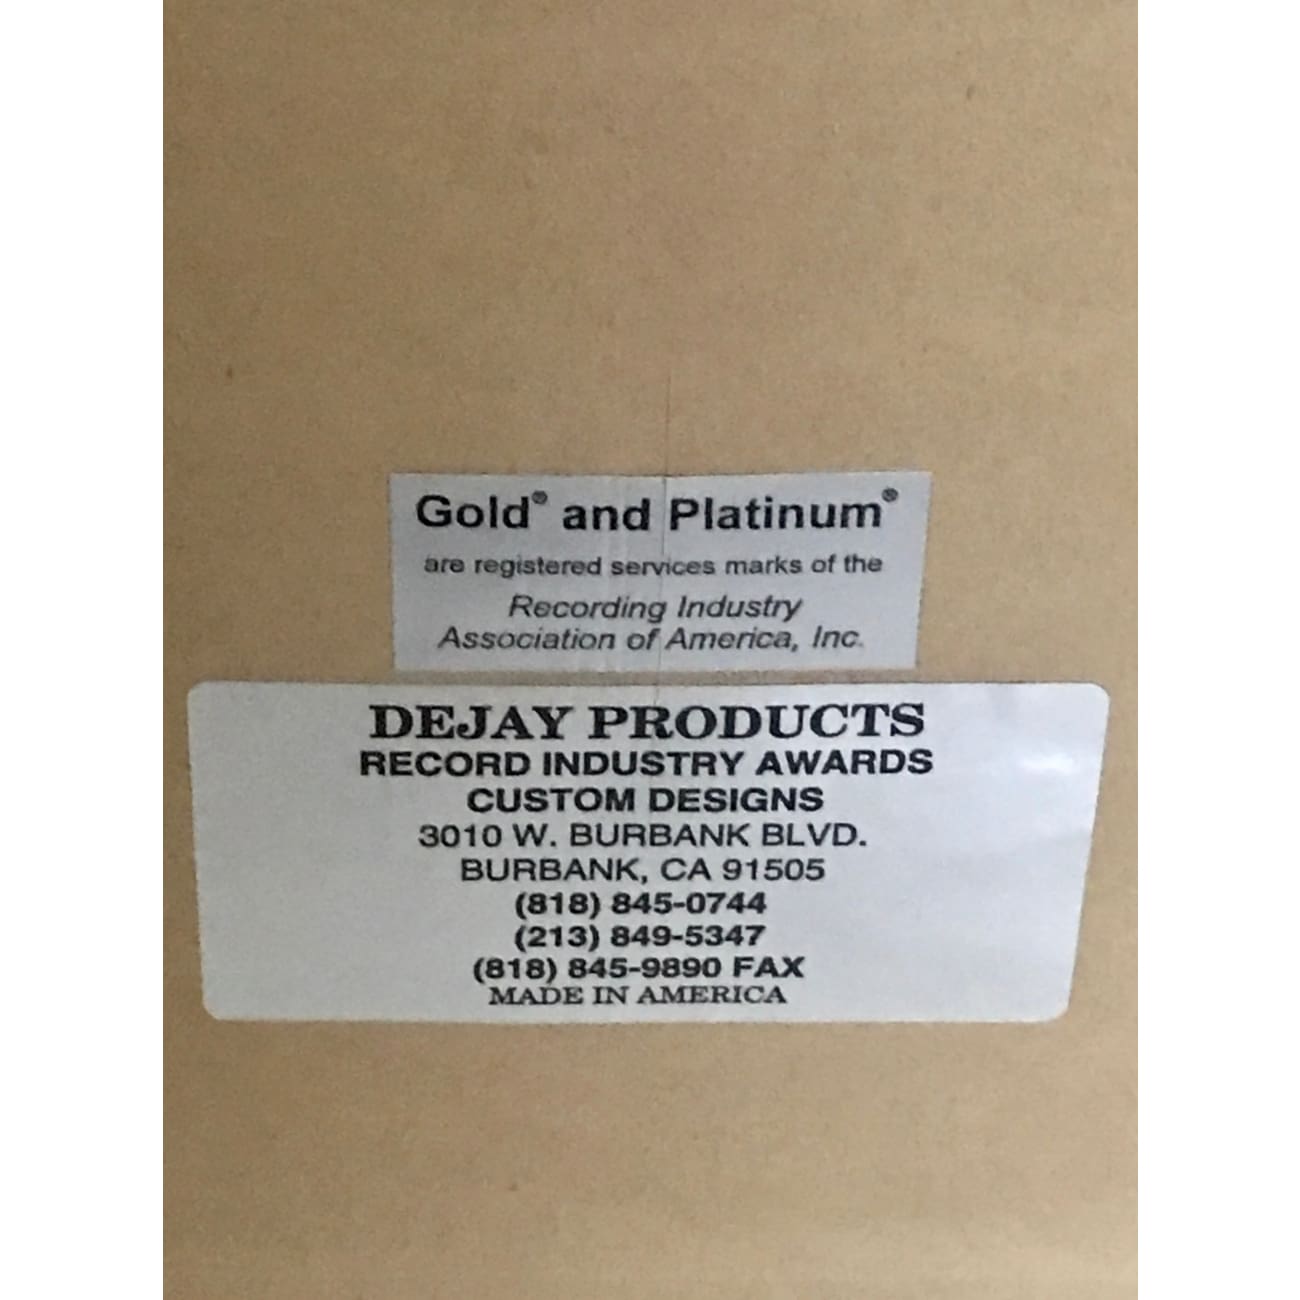 Gold® and Platinum®
are registered services marks of the
Recording Industry
Association of America, Inc.
DEJAY PRODUCTS
RECORD INDUSTRY AWARDS
CUSTOM DESIGNS
3010 W. BURBANK BLVD.
BURBANK, CA 91505
(818) 845-0744
(213) 849-5347
(818) 845-9890 FAX
MADE IN AMERICA